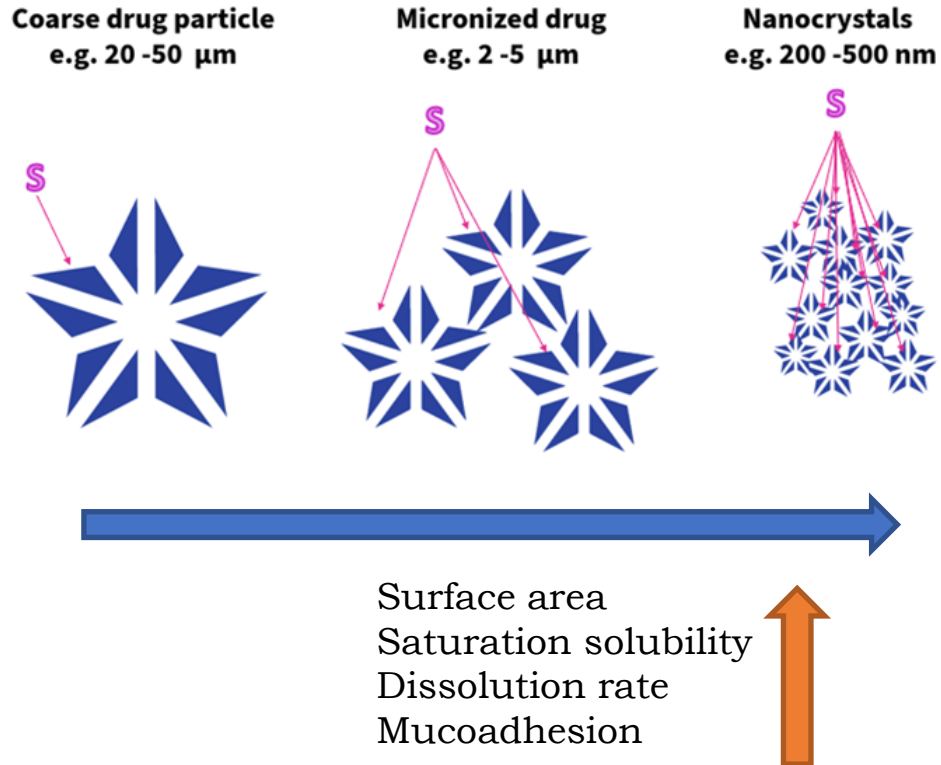 Coarse drug particle
e.g. 20 -50 μm
Micronized drug
e.g. 2 -5 μm
Nanocrystals
e.g. 200 -500 nm
S
S
S
Surface area
Saturation solubility
Dissolution rate
Mucoadhesion